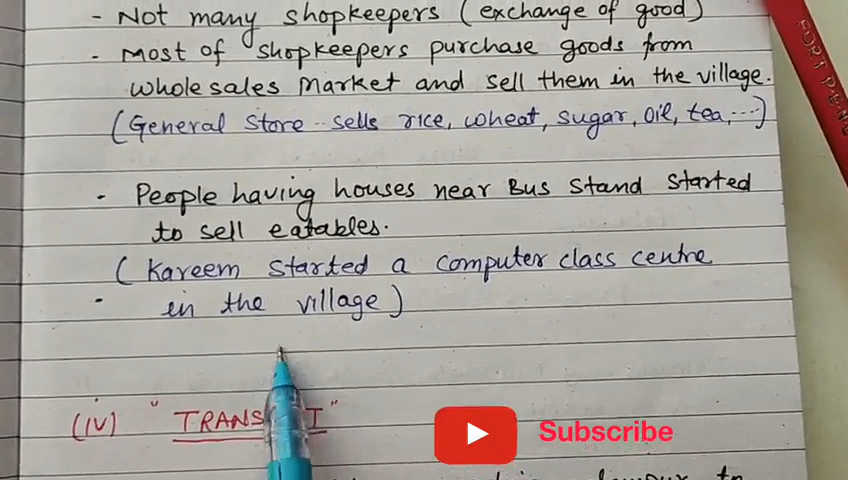 - Not many shopkeepers (exchange of good)
- Most of shopkeepers purchase goods from
wholesales market and sell them in the village.
(General store .. sells rice, wheat, sugar, oil, tea, ...)
- People having houses near Bus stand started
to sell eatables.
(Kareem started a computer class centre
- in the village)
(iv) "
Subscribe